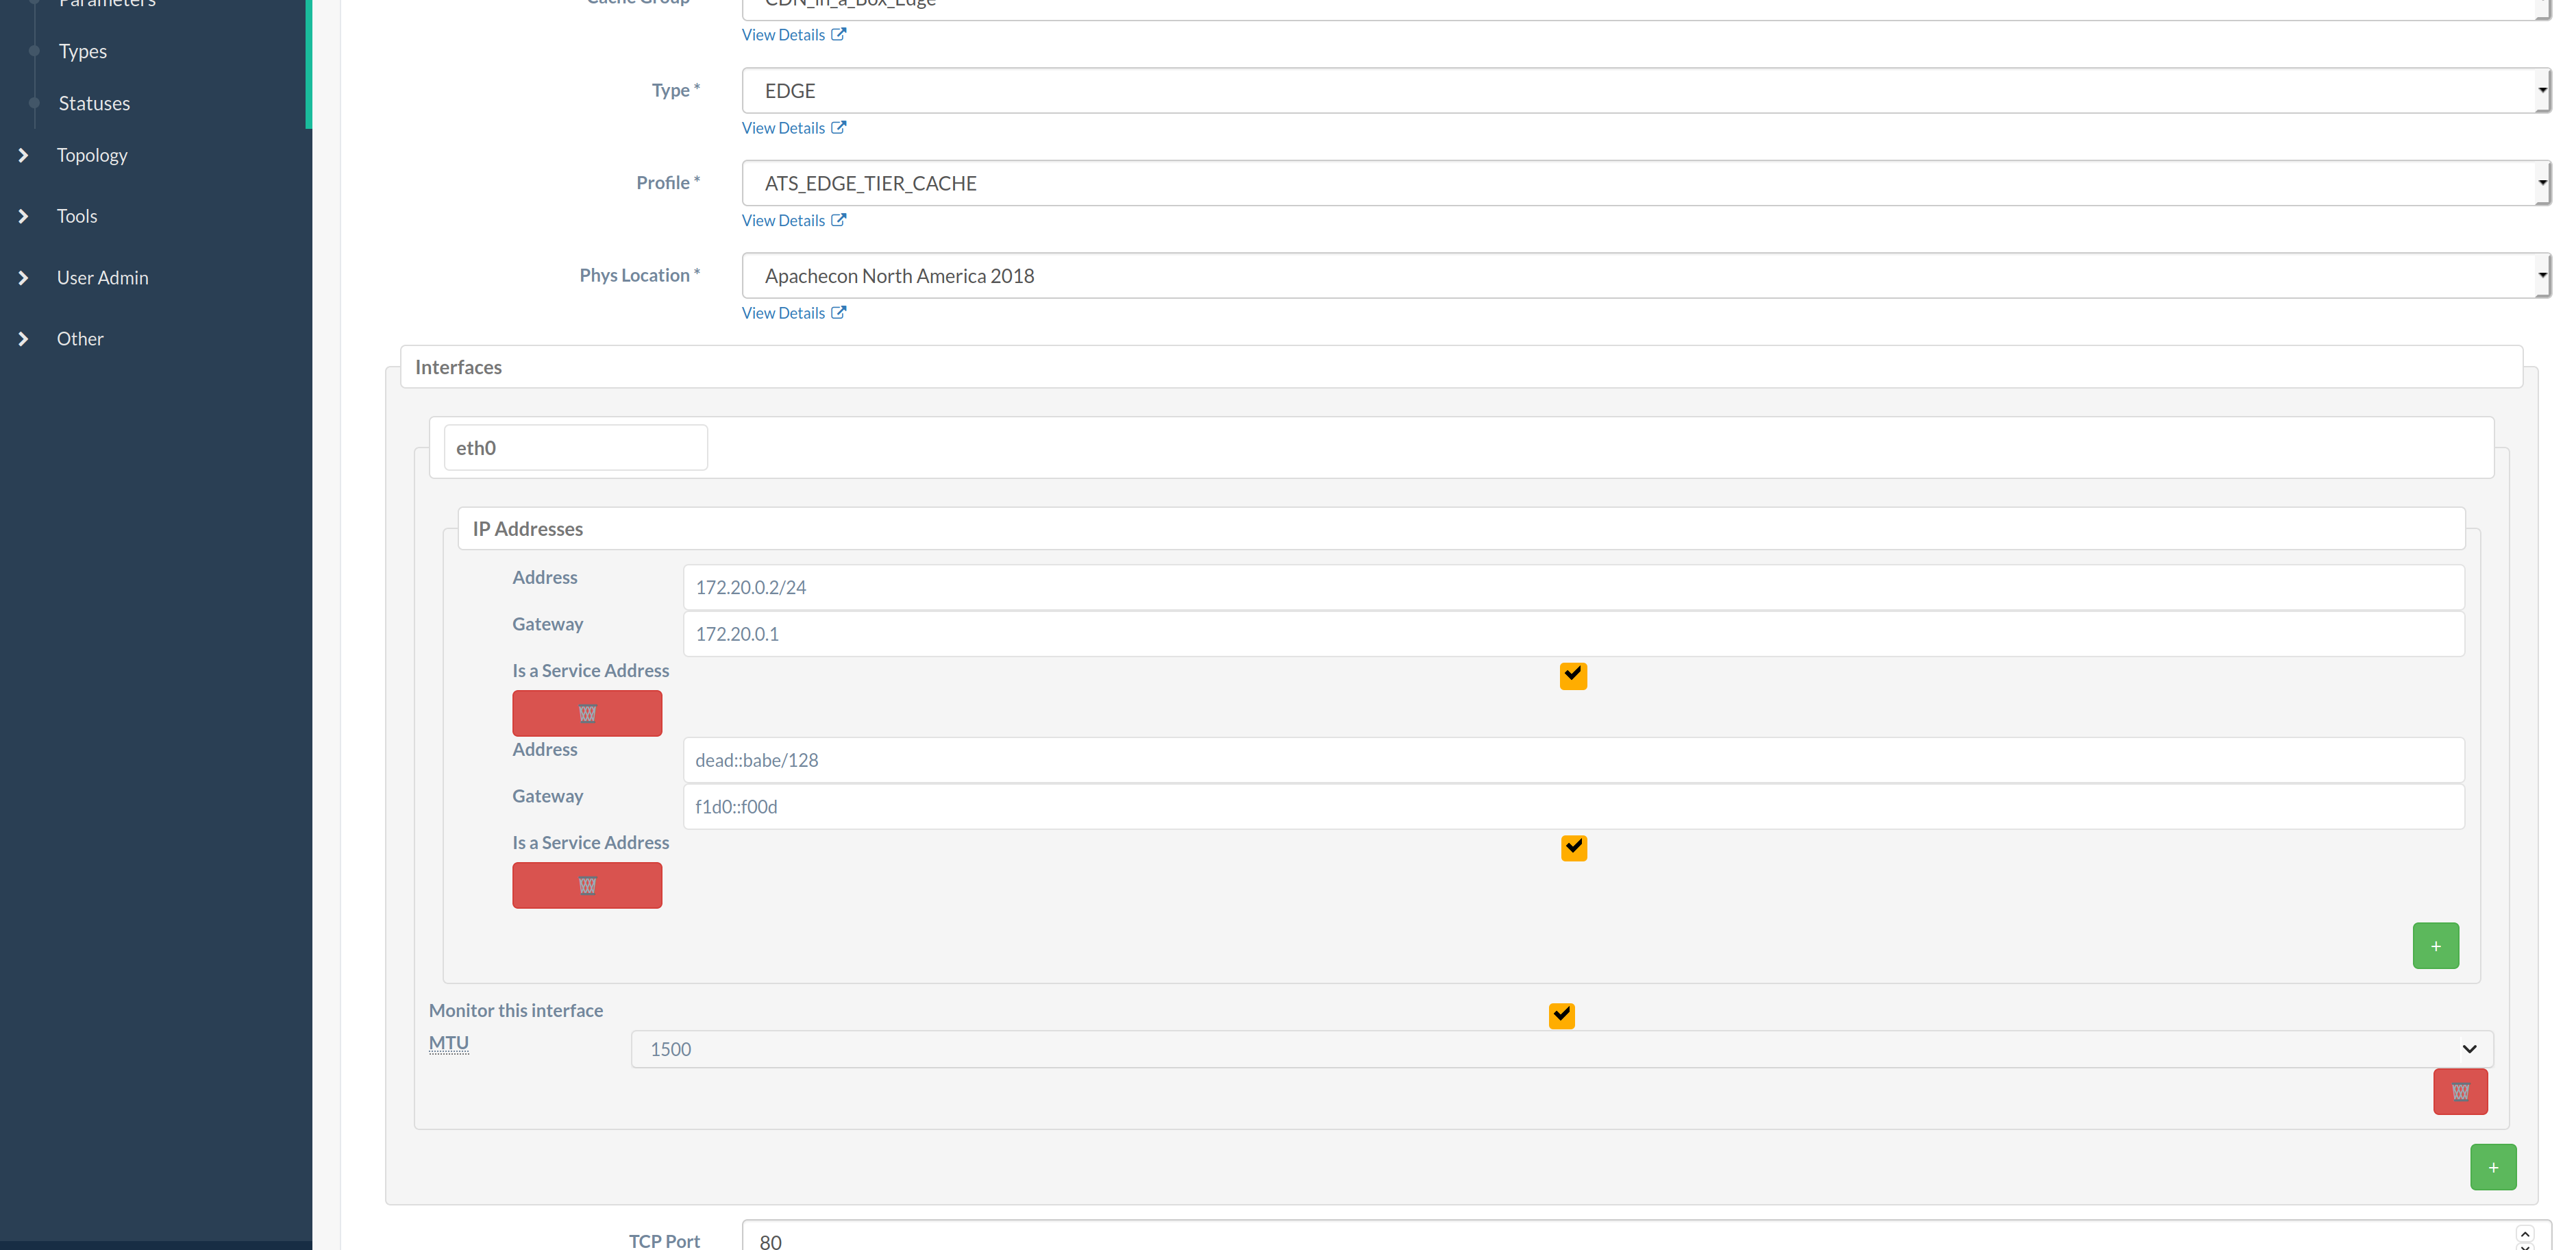 Parameters
Types
Statuses
Topology
Tools
User Admin
Other
Cache Group
CDN_in_a_Box_Edge
View Details
Type *
EDGE
View Details
Profile *
ATS_EDGE_TIER_CACHE
View Details
Phys Location *
Apachecon North America 2018
View Details
Interfaces
eth0
IP Addresses
Address
172.20.0.2/24
Gateway
172.20.0.1
Is a Service Address
Address
dead::babe/128
Gateway
f1d0::f00d
Is a Service Address
+
Monitor this interface
MTU
1500
+
TCP Port
80